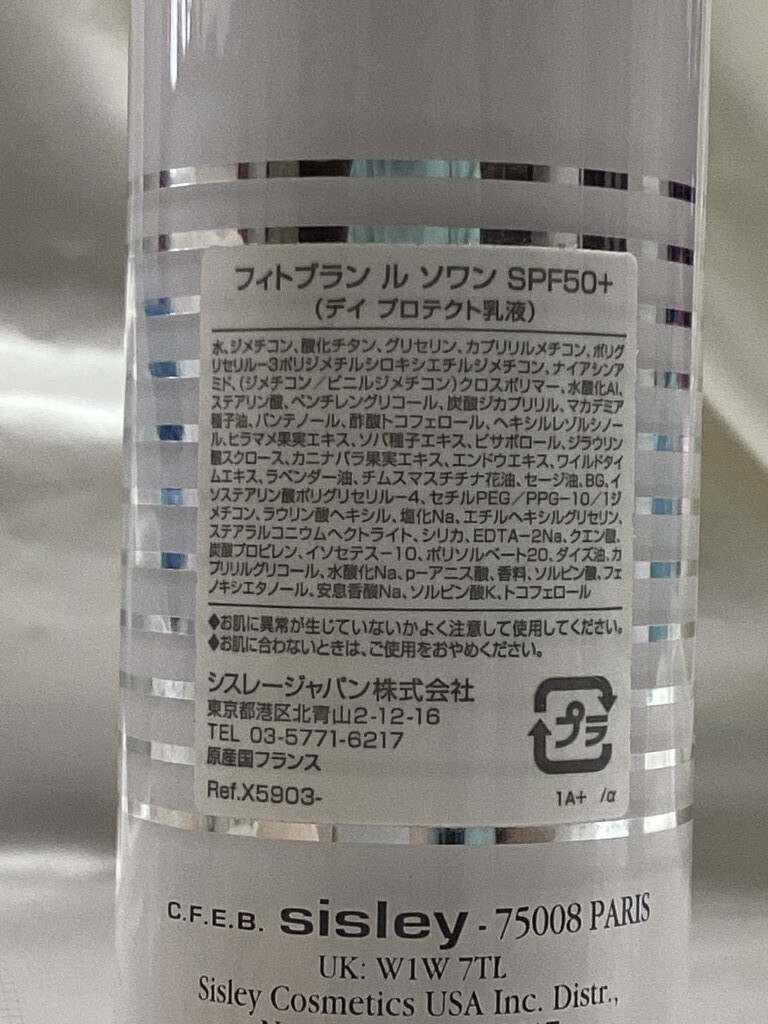 フィトブラン ル ソワン SPF50+
(デイ プロテクト乳液)
水、ジメチコン、酸化チタン、グリセリン、カプリリルメチコン、ポリグ
リセリル-3ポリジメチルシロキシエチルジメチコン、ナイアシンア
ミド、(ジメチコン/ビニルジメチコン)クロスポリマー、水酸化Al、
ステアリン酸、ペンチレングリコール、炭酸ジカプリリル、マカデミア
種子油、パンテノール、酢酸トコフェロール、ヘキシルレゾルシノー
ル、ヒラマメ果実エキス、ソバ種子エキス、ビサボロール、ジラウリン
酸スクロース、カニナバラ果実エキス、エンドウエキス、ワイルドタイ
ムエキス、ラベンダー油、チムスマスチチナ花油、セージ油、BG、イ
ソステアリン酸ポリグリセリル-4、セチルPEG/PPG-10/1ジ
メチコン、ラウリン酸ヘキシル、塩化Na、エチルヘキシルグリセリン、
ステアラルコニウムヘクトライト、シリカ、EDTA-2Na、クエン酸、
炭酸プロピレン、イソセテス-10、ポリソルベート20、ダイズ油、カ
プリリルグリコール、水酸化Na、p-アニス酸、香料、ソルビン酸、フェ
ノキシエタノール、安息香酸Na、ソルビン酸K、トコフェロール
◆お肌に異常が生じていないかよく注意して使用してください。
◆お肌に合わないときは、ご使用をおやめください。
シスレージャパン株式会社
東京都港区北青山2-12-16
TEL 03-5771-6217
原産国フランス
プラ
Ref.X5903-
1A+ /α
C.F.E.B. sisley - 75008 PARIS
UK: W1W 7TL
Sisley Cosmetics USA Inc. Distr.,